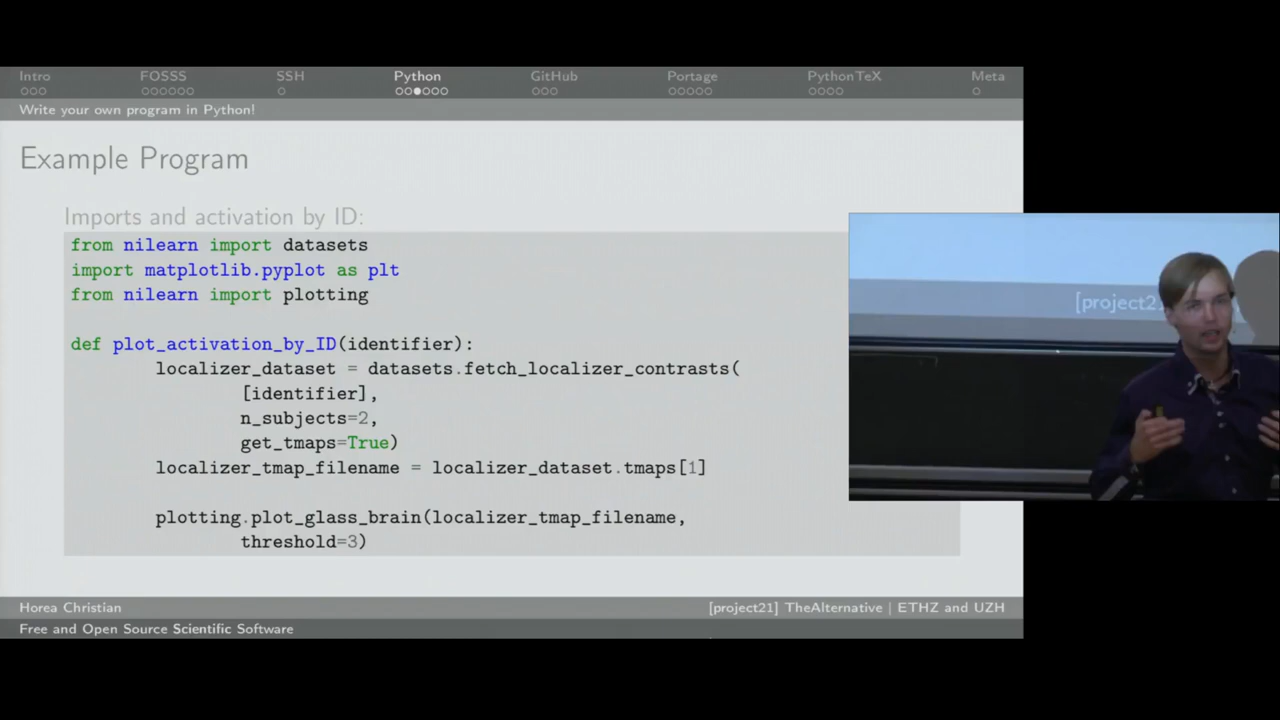 Intro FOSSS SSH Python GitHub Portage PythonTeX Meta
Write your own program in Python!
Example Program
Imports and activation by ID:
from nilearn import datasets
import matplotlib.pyplot as plt
from nilearn import plotting
def plot_activation_by_ID(identifier):
localizer_dataset = datasets.fetch_localizer_contrasts(
[identifier],
n_subjects=2,
get_tmaps=True)
localizer_tmap_filename = localizer_dataset.tmaps[1]
plotting.plot_glass_brain(localizer_tmap_filename,
threshold=3)
[project2
Horea Christian [project21] TheAlternative | ETHZ and UZH
Free and Open Source Scientific Software